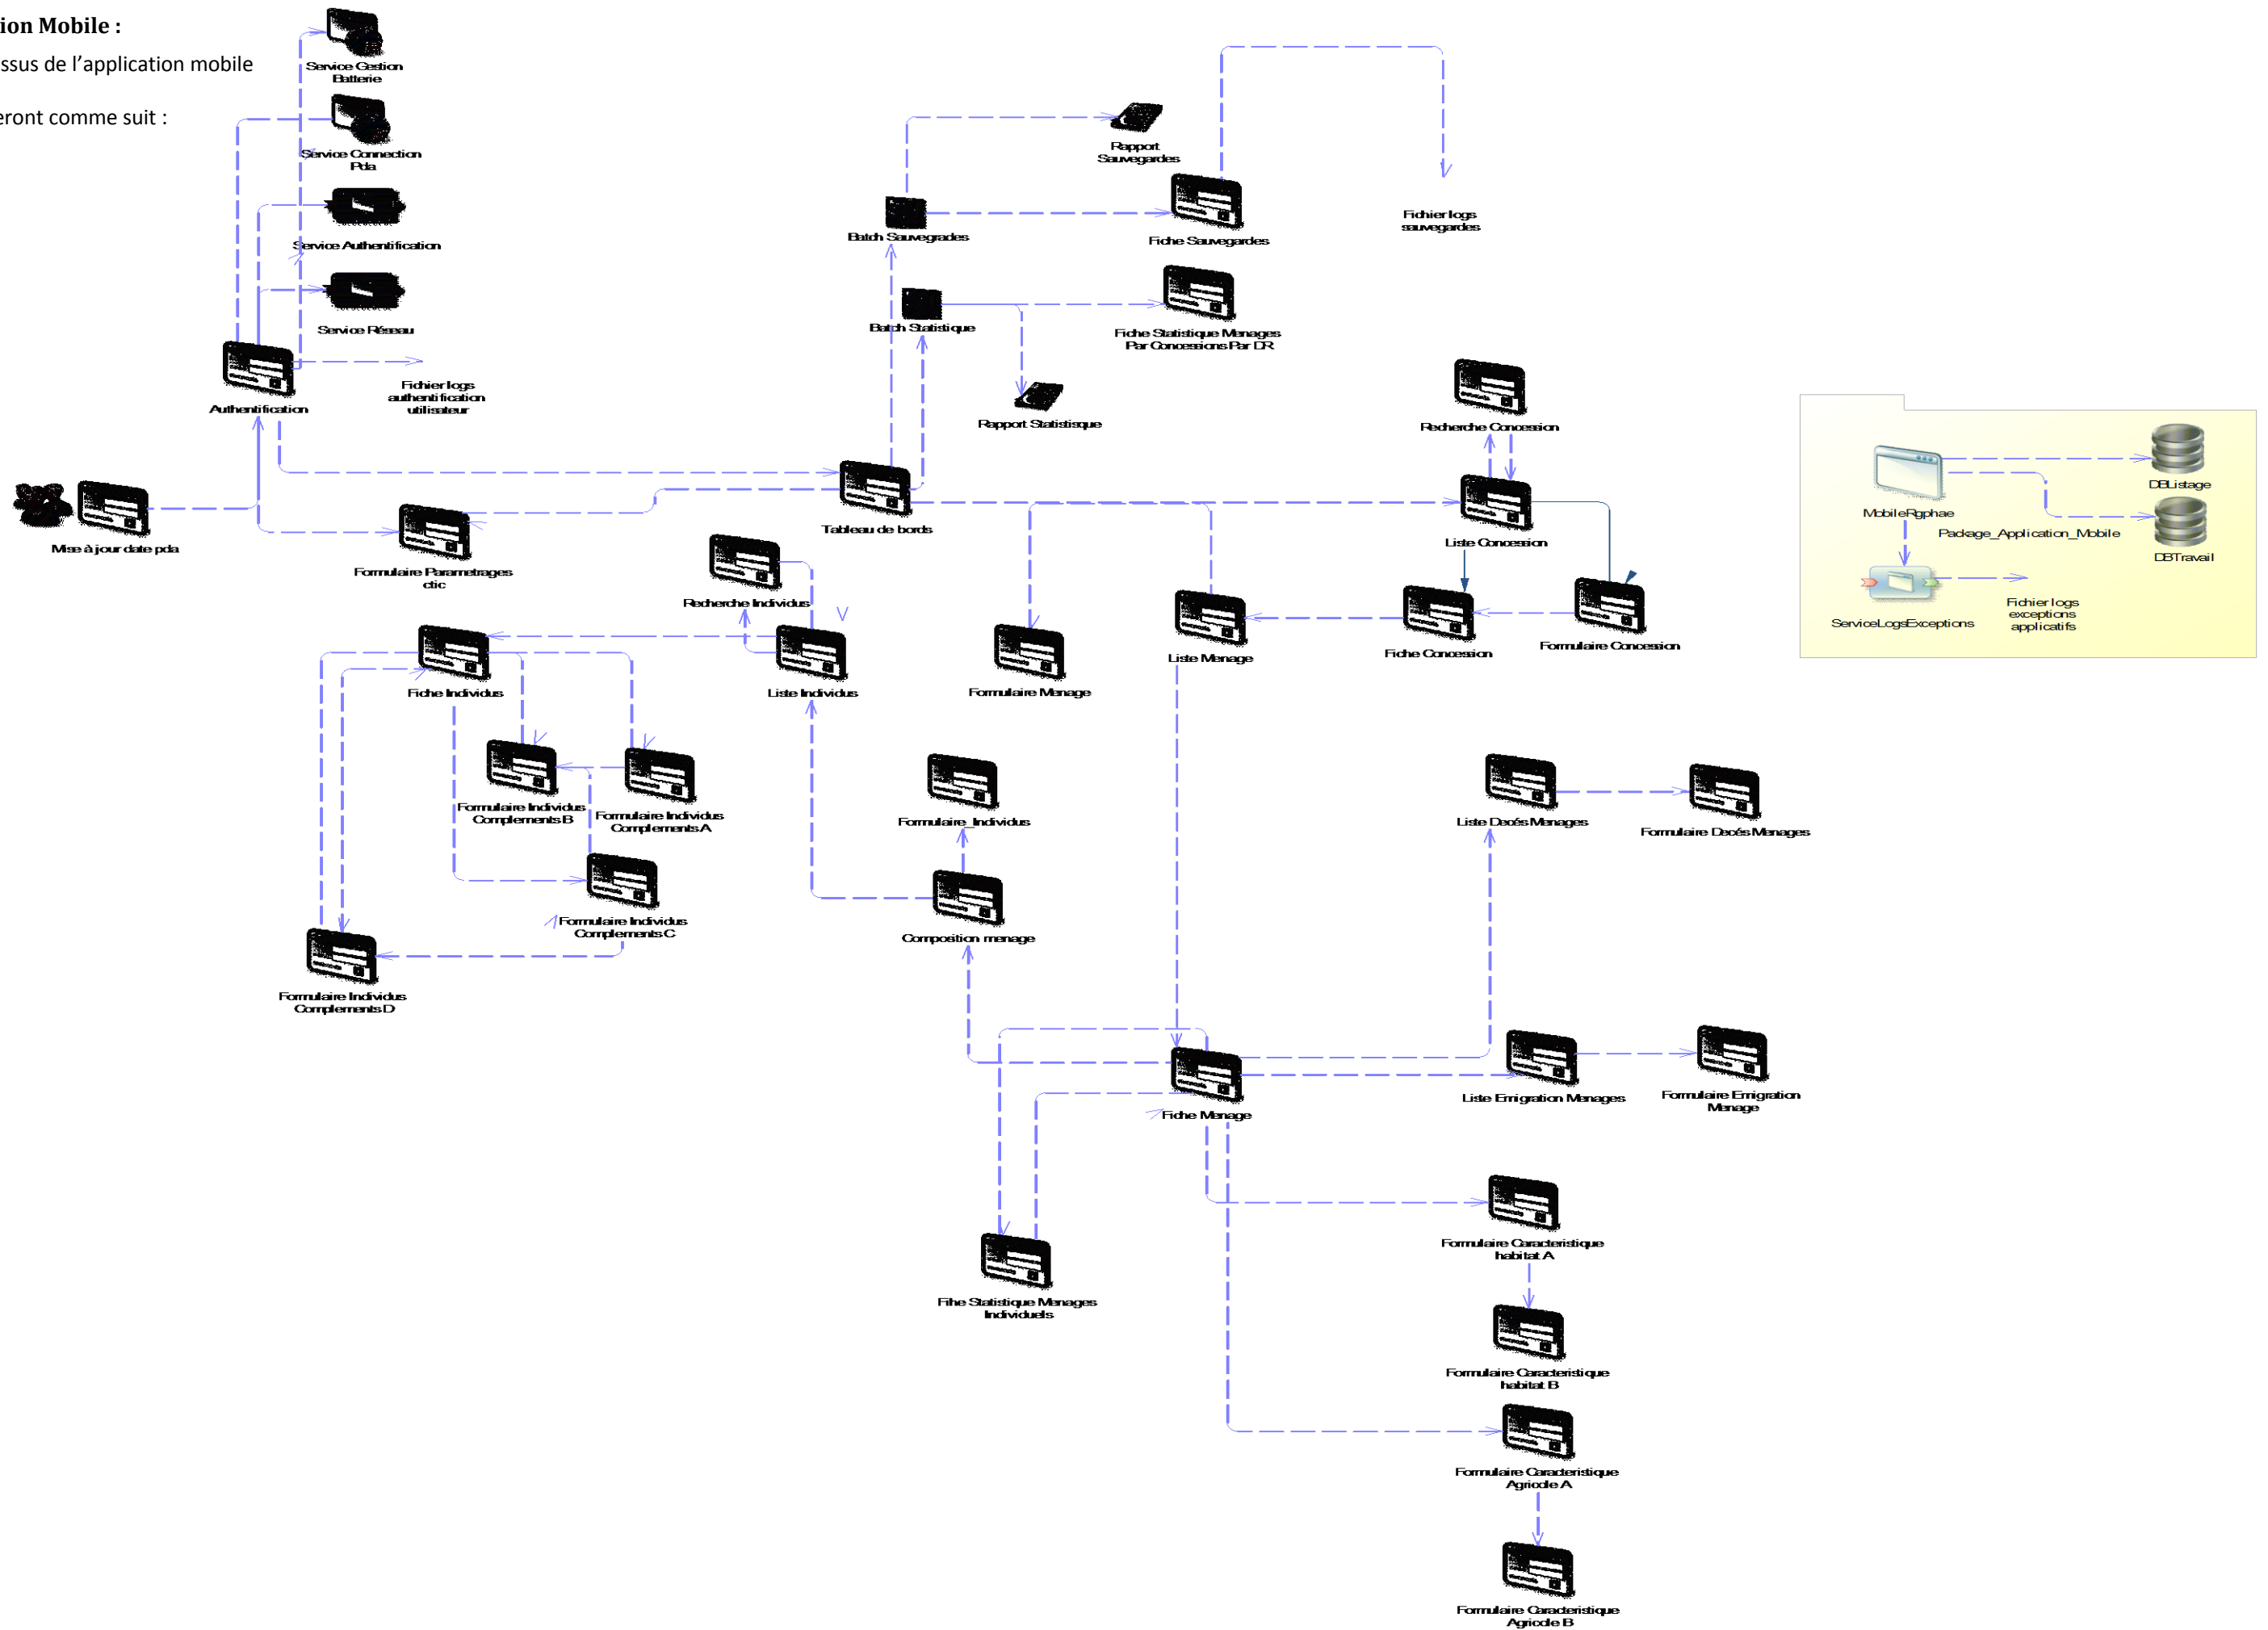 ion Mobile :
ssus de l’application mobile
eront comme suit :
Service Gestion
Batterie
Service Connection
Pda
Service Authentification
Service Réseau
Authentification
Fichier logs
authentification
utilisateur
Mise à jour date pda
Formulaire Parametrages
ctic
Rapport
Sauvegardes
Batch Sauvegrades
Fiche Sauvegardes
Fichier logs
sauvegardes
Batch Statistique
Fiche Statistique Menages
Par Concessions Par DR
Rapport Statistisque
Tableau de bords
Recherche Concession
Liste Concession
Fiche Concession
Formulaire Concession
Liste Menage
Formulaire Menage
Recherche Individus
Liste Individus
Fiche Individus
Formulaire Individus
Complements B
Formulaire Individus
Complements A
Formulaire Individus
Complements C
Formulaire Individus
Complements D
Formulaire_Individus
Composition menage
Liste Decés Menages
Formulaire Decés Menages
Fiche Menage
Liste Emigration Menages
Formulaire Emigration
Menage
Fihe Statistique Menages
Individuels
Formulaire Caracteristique
habitat A
Formulaire Caracteristique
habitat B
Formulaire Caracteristique
Agricole A
Formulaire Caracteristique
Agricole B
DBListage
MobileRgphae
Package_Application_Mobile
DBTravail
ServiceLogsExceptions
Fichier logs
exceptions
applicatifs